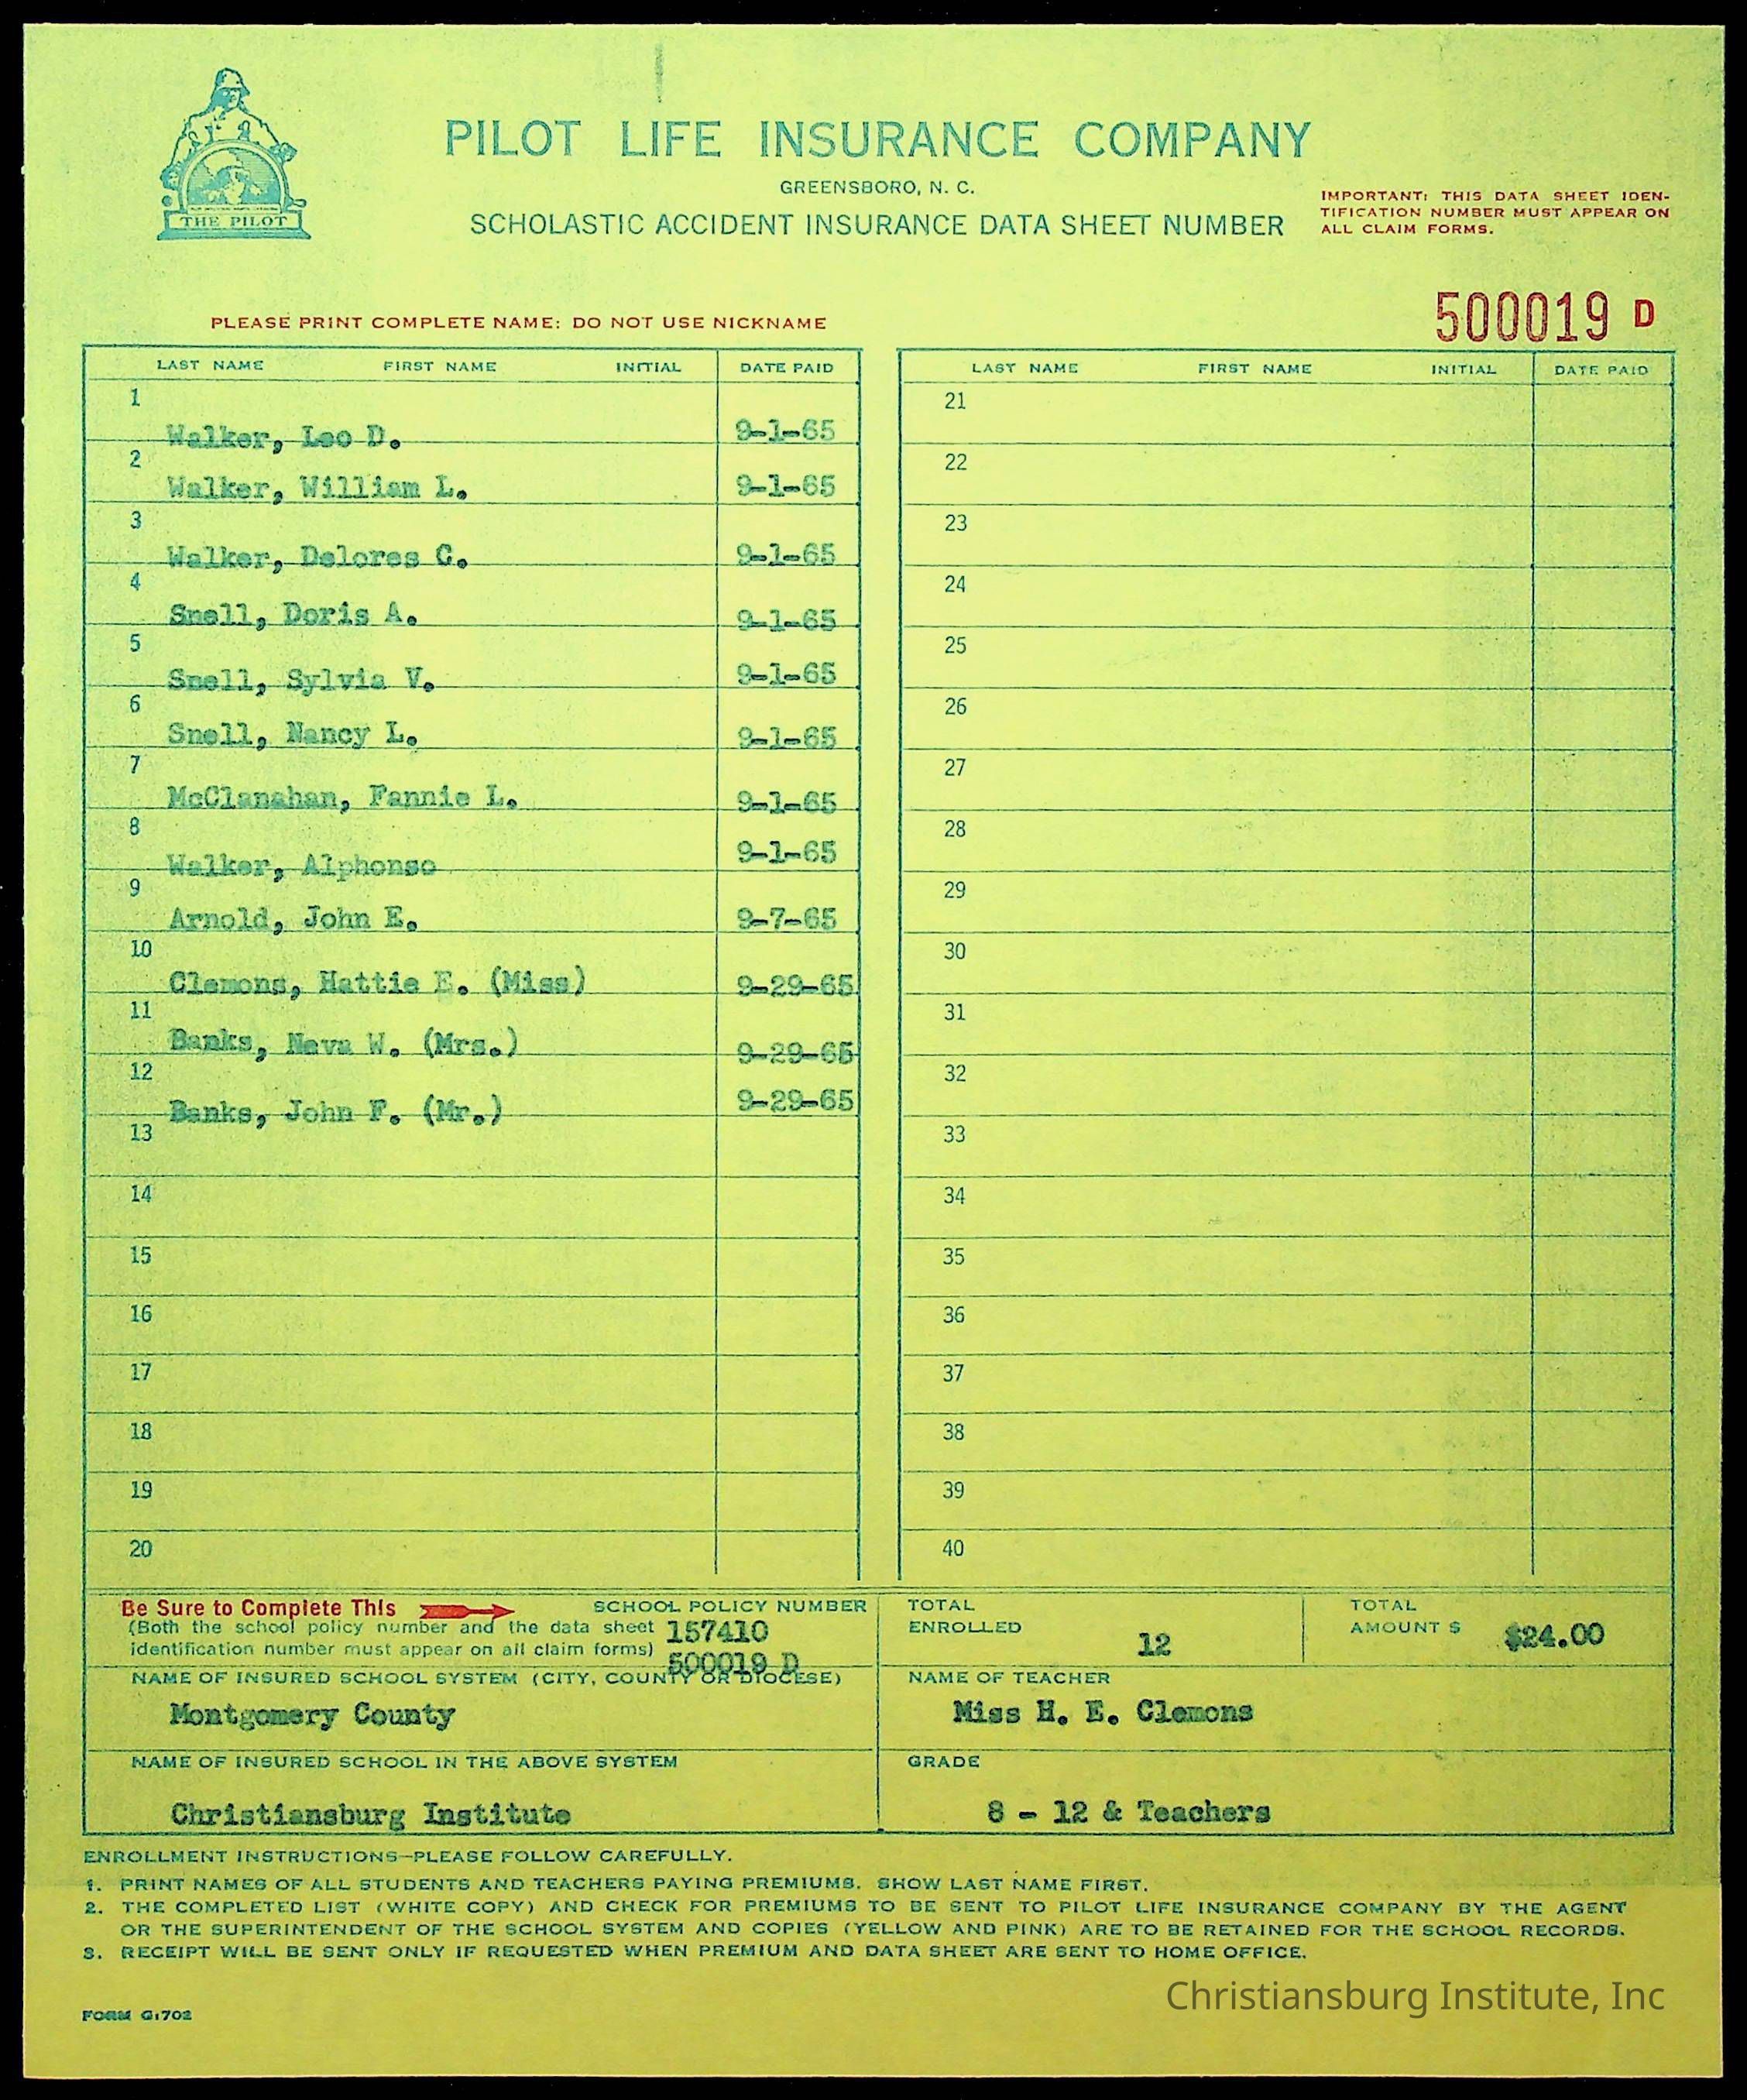 THE PILOT
PILOT LIFE INSURANCE COMPANY
GREENSBORO, N. C.
SCHOLASTIC ACCIDENT INSURANCE DATA SHEET NUMBER
IMPORTANT: THIS DATA SHEET IDEN-
TIFICATION NUMBER MUST APPEAR ON
ALL CLAIM FORMS.
500019 D
PLEASE PRINT COMPLETE NAME: DO NOT USE NICKNAME
LAST NAME FIRST NAME INITIAL DATE PAID
1 Walker, Leo D. 9-1-65
2 Walker, William L. 9-1-65
3 Walker, Delores C. 9-1-65
4 Snell, Doris A. 9-1-65
5 Snell, Sylvia V. 9-1-65
6 Snell, Nancy L. 9-1-65
7 McClanahan, Fannie L. 9-1-65
8 Walker, Alphonso 9-1-65
9 Arnold, John E. 9-7-65
10 Clemons, Hattie E. (Miss) 9-29-65
11 Banks, Neva W. (Mrs.) 9-29-65
12 Banks, John F. (Mr.) 9-29-65
13
14
15
16
17
18
19
20
LAST NAME FIRST NAME INITIAL DATE PAID
21
22
23
24
25
26
27
28
29
30
31
32
33
34
35
36
37
38
39
40
Be Sure to Complete This SCHOOL POLICY NUMBER
(Both the school policy number and the data sheet 157410
identification number must appear on all claim forms) 500019 D
TOTAL
ENROLLED 12
TOTAL
AMOUNT $ $24.00
NAME OF INSURED SCHOOL SYSTEM (CITY, COUNTY OR DIOCESE)
Montgomery County
NAME OF TEACHER
Miss H. E. Clemons
NAME OF INSURED SCHOOL IN THE ABOVE SYSTEM
Christiansburg Institute
GRADE
8 - 12 & Teachers
ENROLLMENT INSTRUCTIONS—PLEASE FOLLOW CAREFULLY.
1. PRINT NAMES OF ALL STUDENTS AND TEACHERS PAYING PREMIUMS. SHOW LAST NAME FIRST.
2. THE COMPLETED LIST (WHITE COPY) AND CHECK FOR PREMIUMS TO BE SENT TO PILOT LIFE INSURANCE COMPANY BY THE AGENT
OR THE SUPERINTENDENT OF THE SCHOOL SYSTEM AND COPIES (YELLOW AND PINK) ARE TO BE RETAINED FOR THE SCHOOL RECORDS.
3. RECEIPT WILL BE SENT ONLY IF REQUESTED WHEN PREMIUM AND DATA SHEET ARE SENT TO HOME OFFICE.
Christiansburg Institute, Inc
FORM G:702